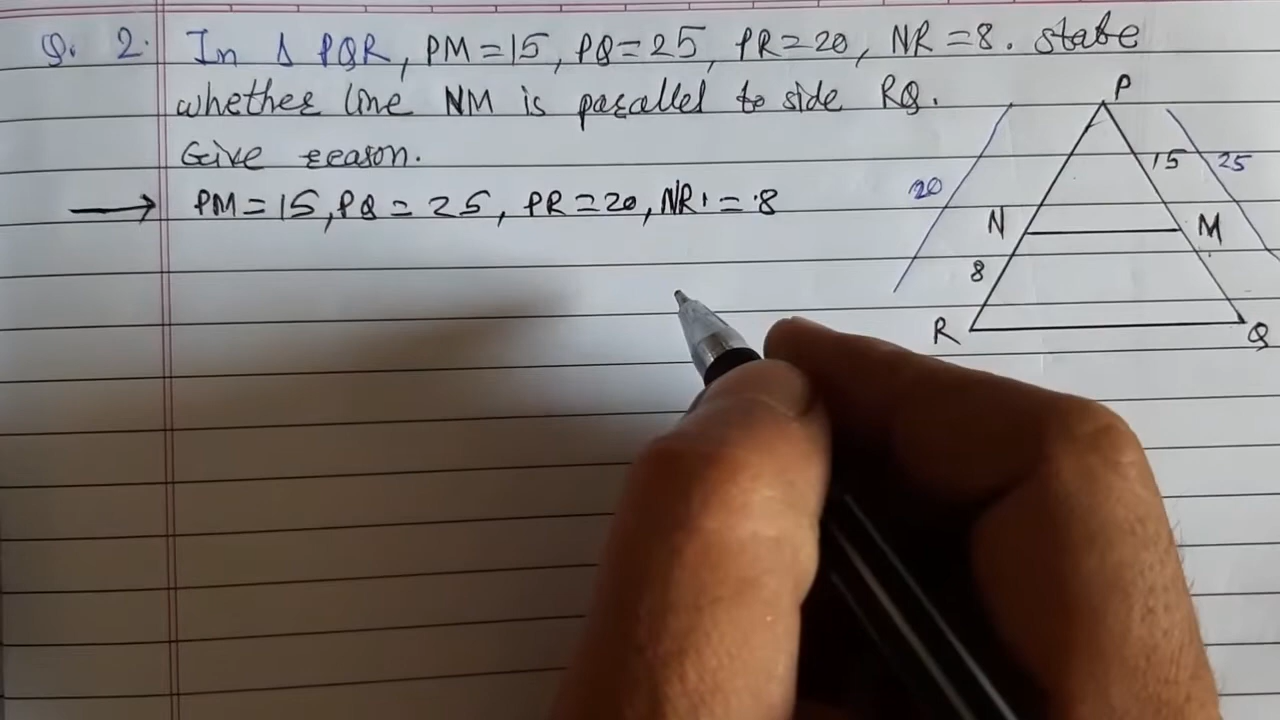 Q. 2. In Δ PQR, PM = 15, PQ = 25, PR = 20, NR = 8. state
whether line NM is parallel to side RQ.
Give reason.
→ PM = 15, PQ = 25, PR = 20, NR = 8
P
15
25
20
N
M
8
R
Q